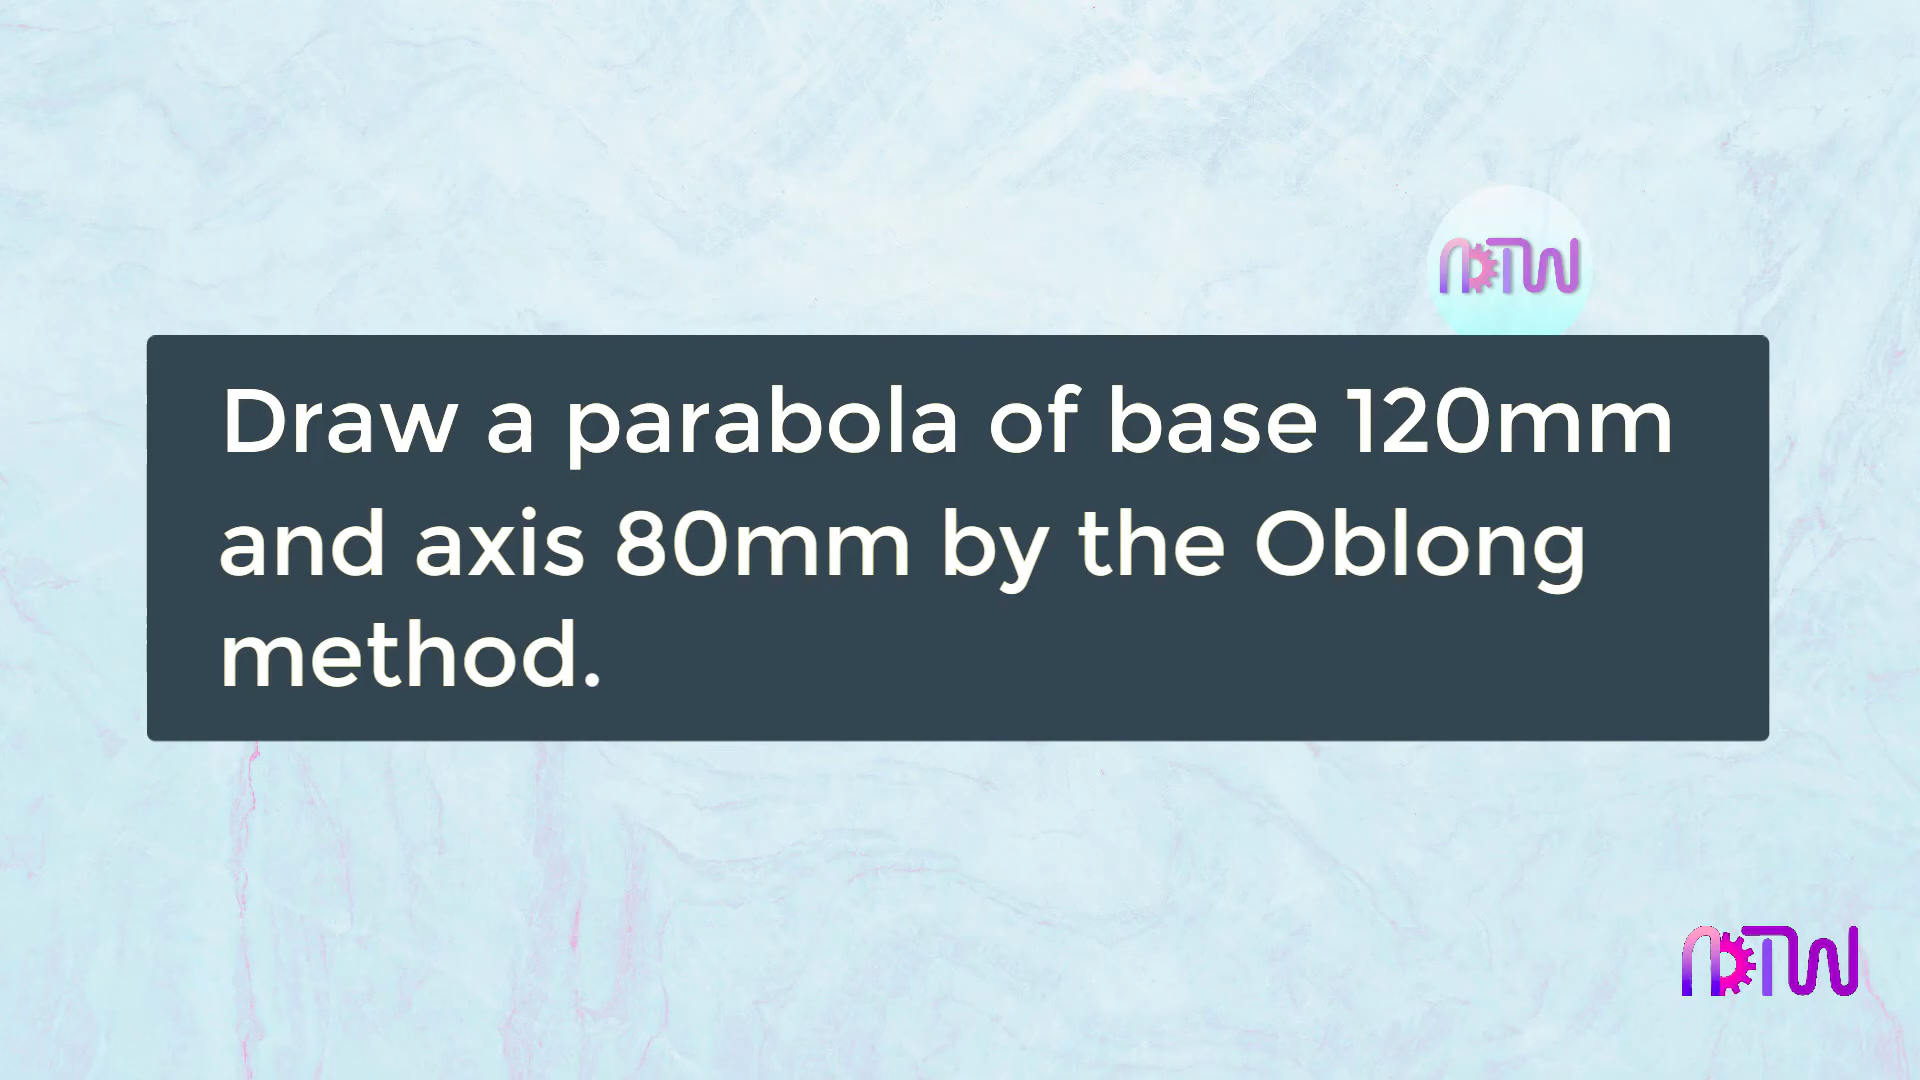 Draw a parabola of base 120mm
and axis 80mm by the Oblong
method.